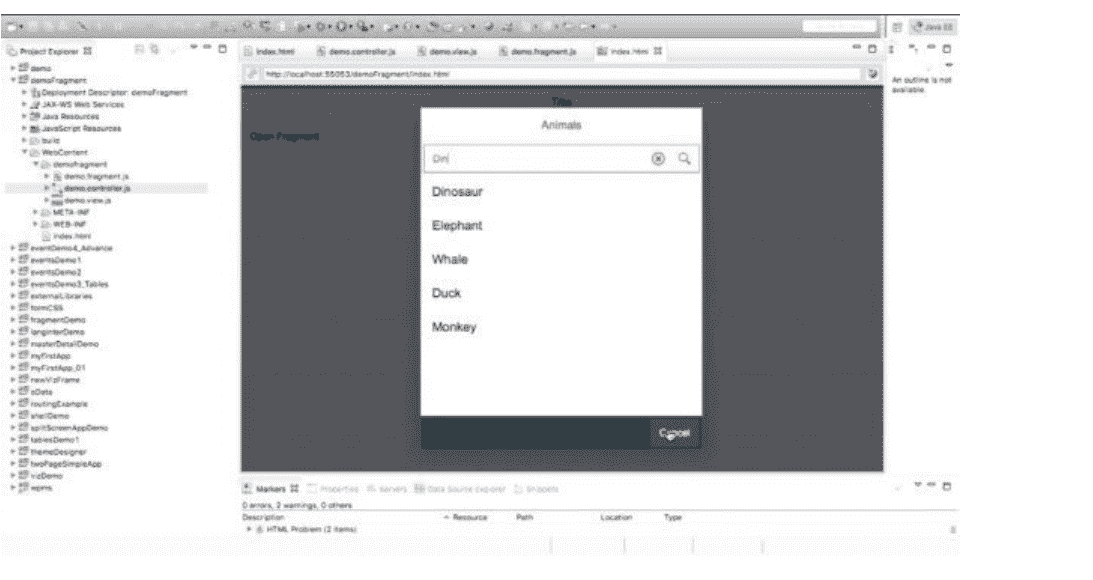 Java EE
Project Explorer
index.html
demo.controller.js
demo.view.js
demo.fragment.js
index.html
http://localhost:55053/demoFragment/index.html
An outline is not
available.
demo
demoFragment
Deployment Descriptor: demoFragment
JAX-WS Web Services
Java Resources
JavaScript Resources
build
WebContent
demofragment
demo.fragment.js
demo.controller.js
demo.view.js
META-INF
WEB-INF
index.html
eventDemo4_Advance
eventsDemo1
eventsDemo2
eventsDemo3_Tables
externalLibraries
formCSS
fragmentDemo
langinterDemo
masterDetailDemo
myFirstApp
myFirstApp_01
newVizFrame
oData
routingExample
shellDemo
splitScreenAppDemo
tablesDemo1
themeDesigner
twoPageSimpleApp
vizDemo
wpms
Title
Open Fragment
Animals
Din
Dinosaur
Elephant
Whale
Duck
Monkey
Cancel
Markers
Properties
Servers
Data Source Explorer
Snippets
0 errors, 2 warnings, 0 others
Description
Resource
Path
Location
Type
HTML Problem (2 items)